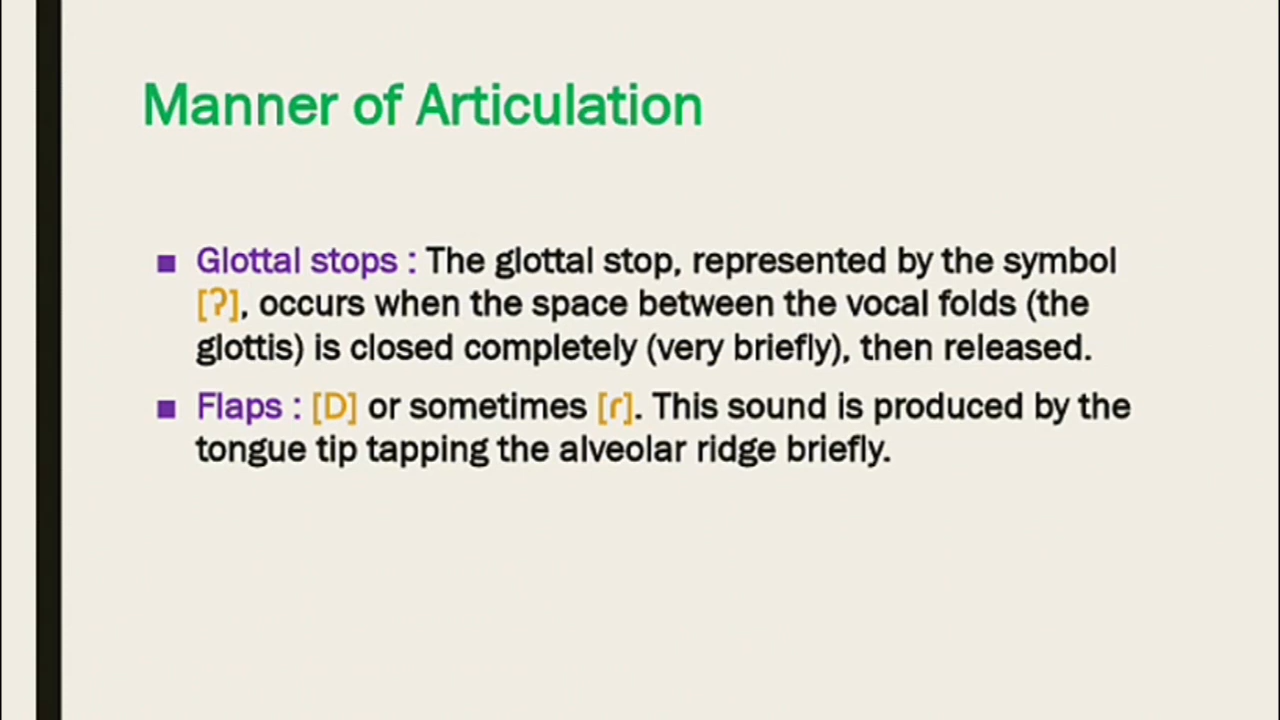 Manner of Articulation
Glottal stops : The glottal stop, represented by the symbol
[ʔ], occurs when the space between the vocal folds (the
glottis) is closed completely (very briefly), then released.
Flaps : [D] or sometimes [ɾ]. This sound is produced by the
tongue tip tapping the alveolar ridge briefly.